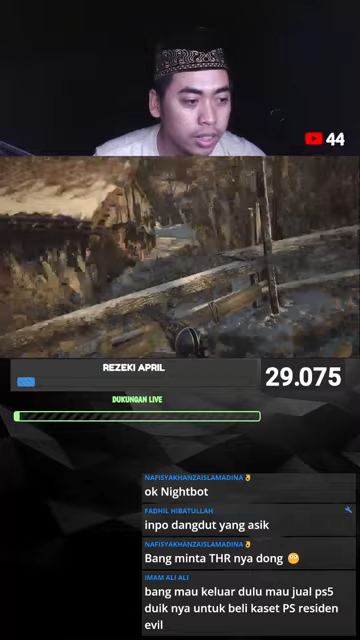 44
REZEKI APRIL
29.075
DUKUNGAN LIVE
NAFISYAKHANZAISLAMADINA
ok Nightbot
FADHIL HIBATULLAH
inpo dangdut yang asik
NAFISYAKHANZAISLAMADINA
Bang minta THR nya dong
IMAM ALI ALI
bang mau keluar dulu mau jual ps5
duik nya untuk beli kaset PS residen
evil